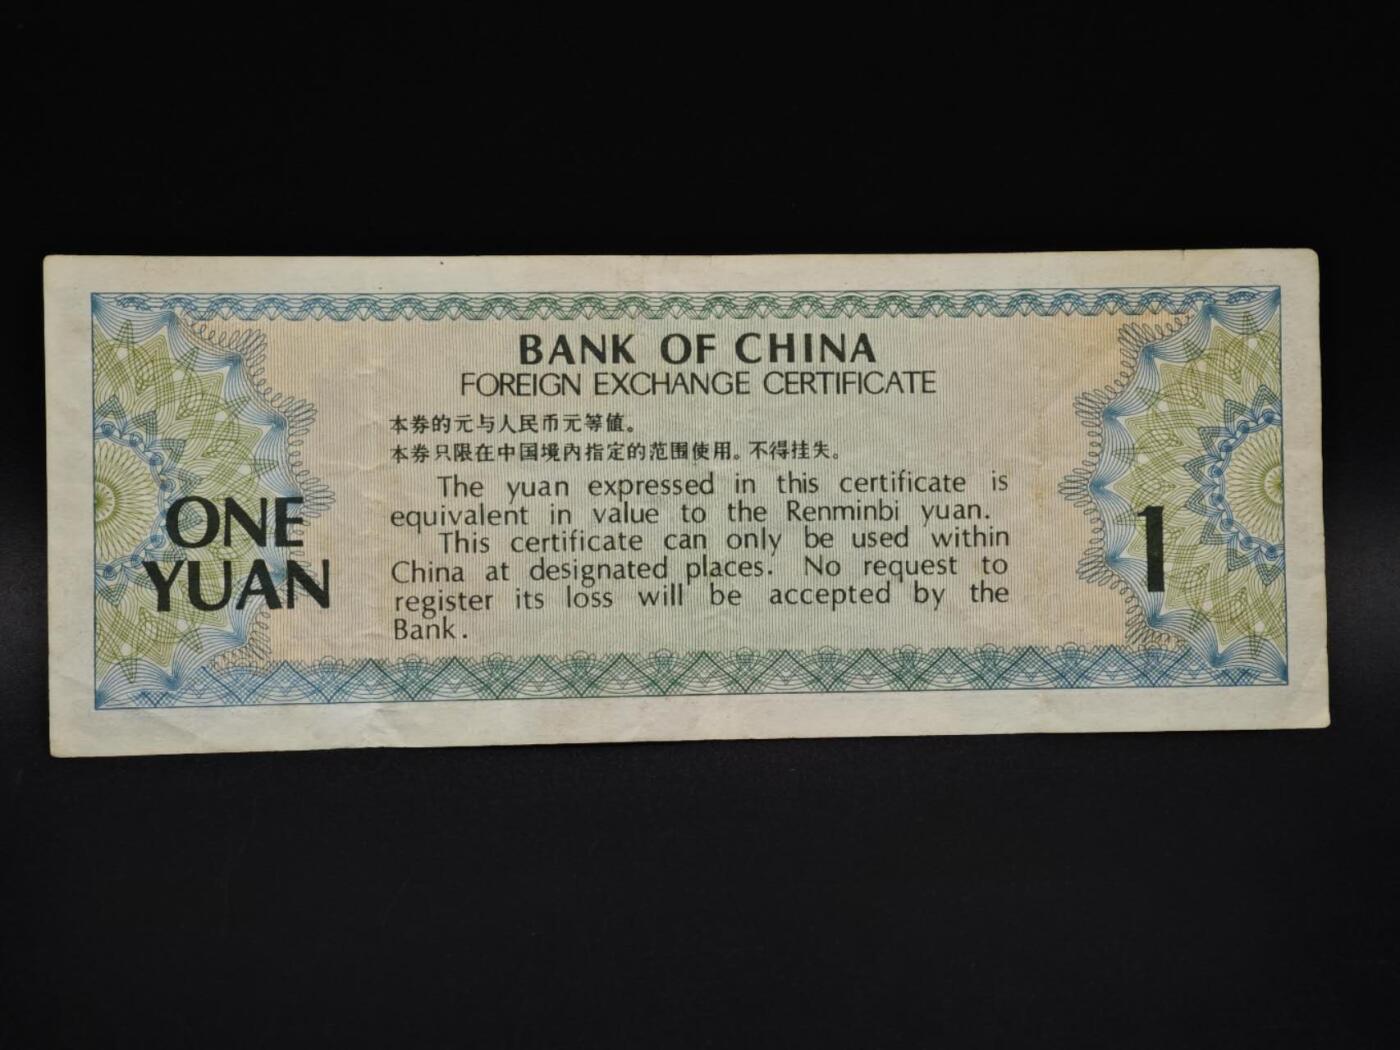 BANK OF CHINA
FOREIGN EXCHANGE CERTIFICATE
本券的元与人民币元等值。
本券只限在中国境内指定的范围使用。不得挂失。
The yuan expressed in this certificate is
equivalent in value to the Renminbi yuan.
This certificate can only be used within
China at designated places. No request to
register its loss will be accepted by the
Bank.
ONE
YUAN
1